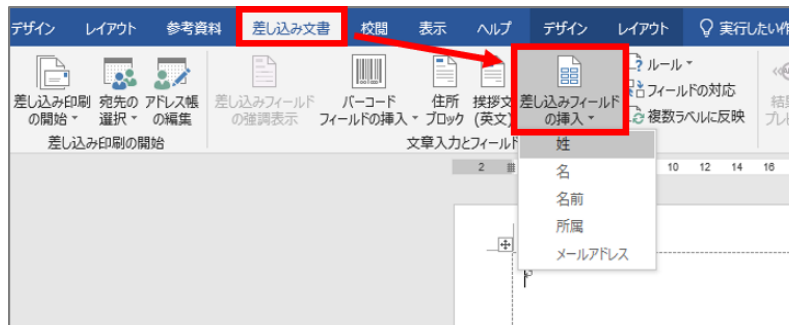 デザイン レイアウト 参考資料 差し込み文書 校閲 表示 ヘルプ デザイン レイアウト 実行したい作
差し込み印刷の開始 宛先の選択 アドレス帳の編集 差し込みフィールドの強調表示 バーコードフィールドの挿入 住所ブロック 挨拶文(英文) 差し込みフィールドの挿入
ルール
フィールドの対応
複数ラベルに反映
差し込み印刷の開始 文章入力とフィールド
2 10 12 14 16
姓
名
名前
所属
メールアドレス